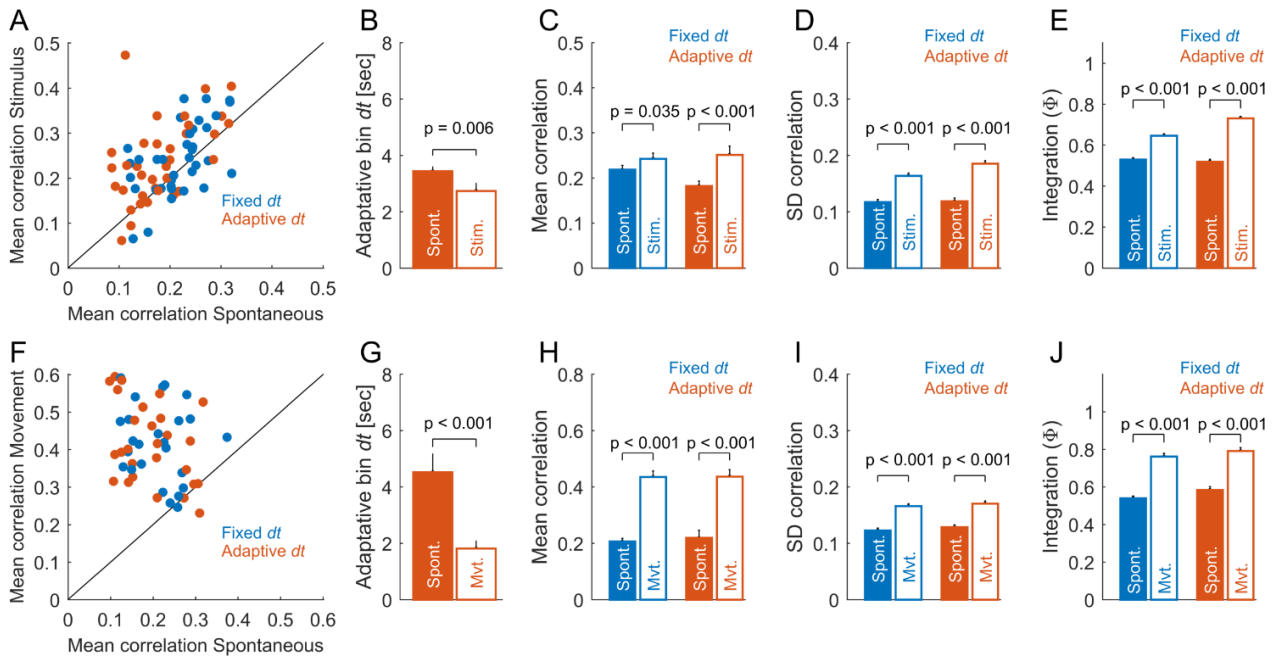 A
Mean correlation Stimulus
0.5
0.4
0.3
0.2
0.1
0
0 0.1 0.2 0.3 0.4 0.5
Mean correlation Spontaneous
Fixed dt
Adaptive dt
B
Adaptative bin dt [sec]
8
6
4
2
0
p = 0.006
Spont.
Stim.
C
Fixed dt
Adaptive dt
Mean correlation
0.5
0.4
0.3
0.2
0.1
0
p = 0.035
p < 0.001
Spont.
Stim.
Spont.
Stim.
D
Fixed dt
Adaptive dt
SD correlation
0.4
0.3
0.2
0.1
0
p < 0.001
p < 0.001
Spont.
Stim.
Spont.
Stim.
E
Fixed dt
Adaptive dt
Integration (Φ)
1
0.8
0.6
0.4
0.2
0
p < 0.001
p < 0.001
Spont.
Stim.
Spont.
Stim.
F
Mean correlation Movement
0.6
0.5
0.4
0.3
0.2
0.1
0
0 0.1 0.2 0.3 0.4 0.5 0.6
Mean correlation Spontaneous
Fixed dt
Adaptive dt
G
Adaptative bin dt [sec]
8
6
4
2
0
p < 0.001
Spont.
Mvt.
H
Fixed dt
Adaptive dt
Mean correlation
0.8
0.6
0.4
0.2
0
p < 0.001
p < 0.001
Spont.
Mvt.
Spont.
Mvt.
I
Fixed dt
Adaptive dt
SD correlation
0.4
0.3
0.2
0.1
0
p < 0.001
p < 0.001
Spont.
Mvt.
Spont.
Mvt.
J
Fixed dt
Adaptive dt
Integration (Φ)
1
0.8
0.6
0.4
0.2
0
p < 0.001
p < 0.001
Spont.
Mvt.
Spont.
Mvt.